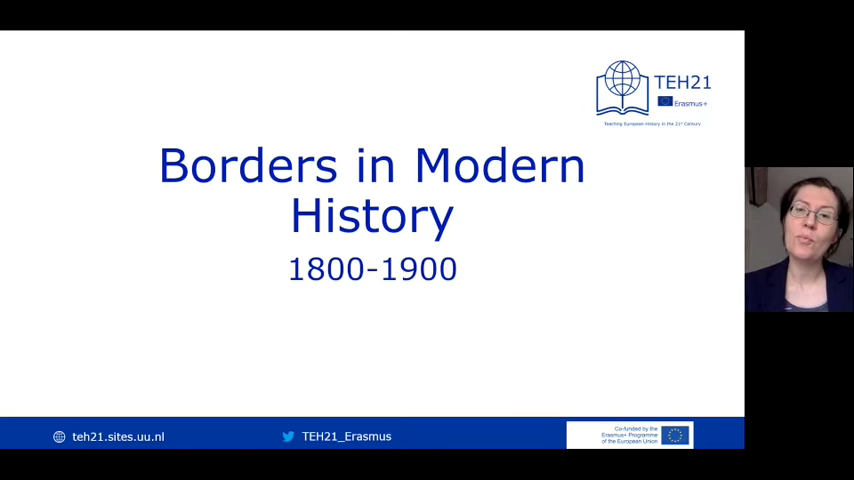 TEH21
Erasmus+
Teaching European History in the 21st Century
Borders in Modern
History
1800-1900
teh21.sites.uu.nl
TEH21_Erasmus
Co-funded by the
Erasmus+ Programme
of the European Union